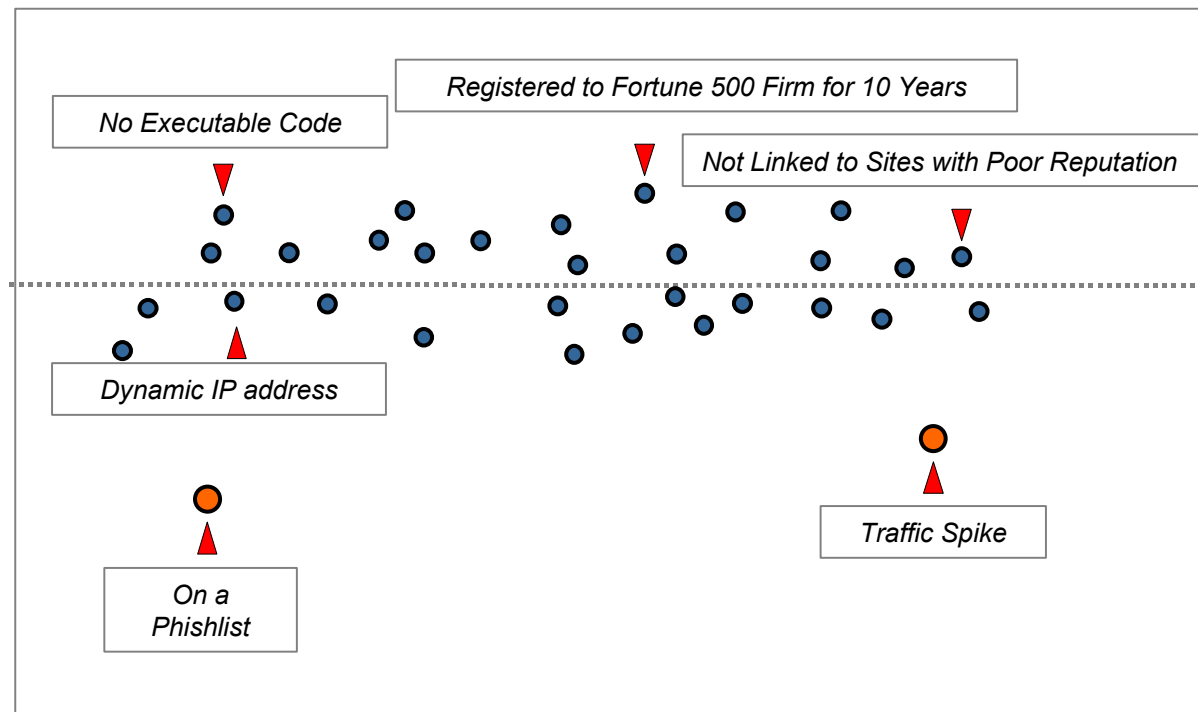 Registered to Fortune 500 Firm for 10 Years
No Executable Code
Not Linked to Sites with Poor Reputation
Dynamic IP address
Traffic Spike
On a
Phishlist